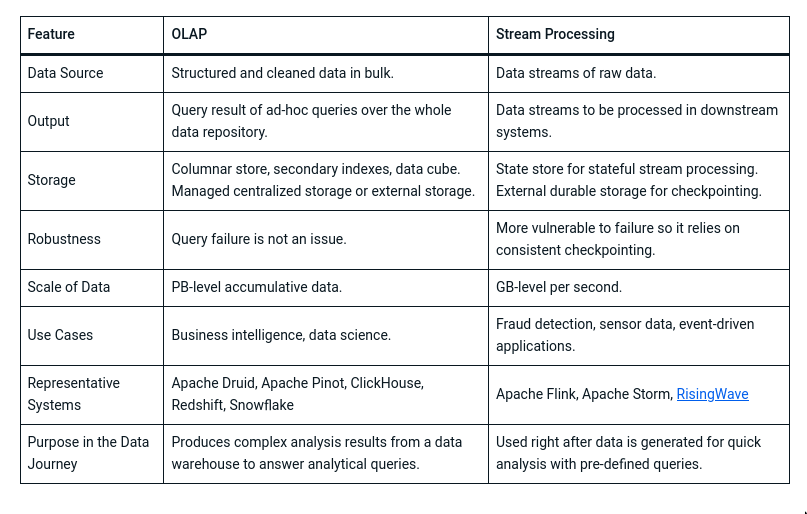 Feature OLAP Stream Processing
Data Source Structured and cleaned data in bulk. Data streams of raw data.
Output
Query result of ad-hoc queries over the whole
data repository.
Data streams to be processed in downstream
systems.
Storage
Columnar store, secondary indexes, data cube.
Managed centralized storage or external storage.
State store for stateful stream processing.
External durable storage for checkpointing.
Robustness
Query failure is not an issue.
More vulnerable to failure so it relies on
consistent checkpointing.
Scale of Data PB-level accumulative data. GB-level per second.
Use Cases
Business intelligence, data science.
Fraud detection, sensor data, event-driven
applications.
Representative
Systems
Apache Druid, Apache Pinot, ClickHouse,
Redshift, Snowflake
Apache Flink, Apache Storm, RisingWave
Purpose in the Data
Journey
Produces complex analysis results from a data
warehouse to answer analytical queries.
Used right after data is generated for quick
analysis with pre-defined queries.